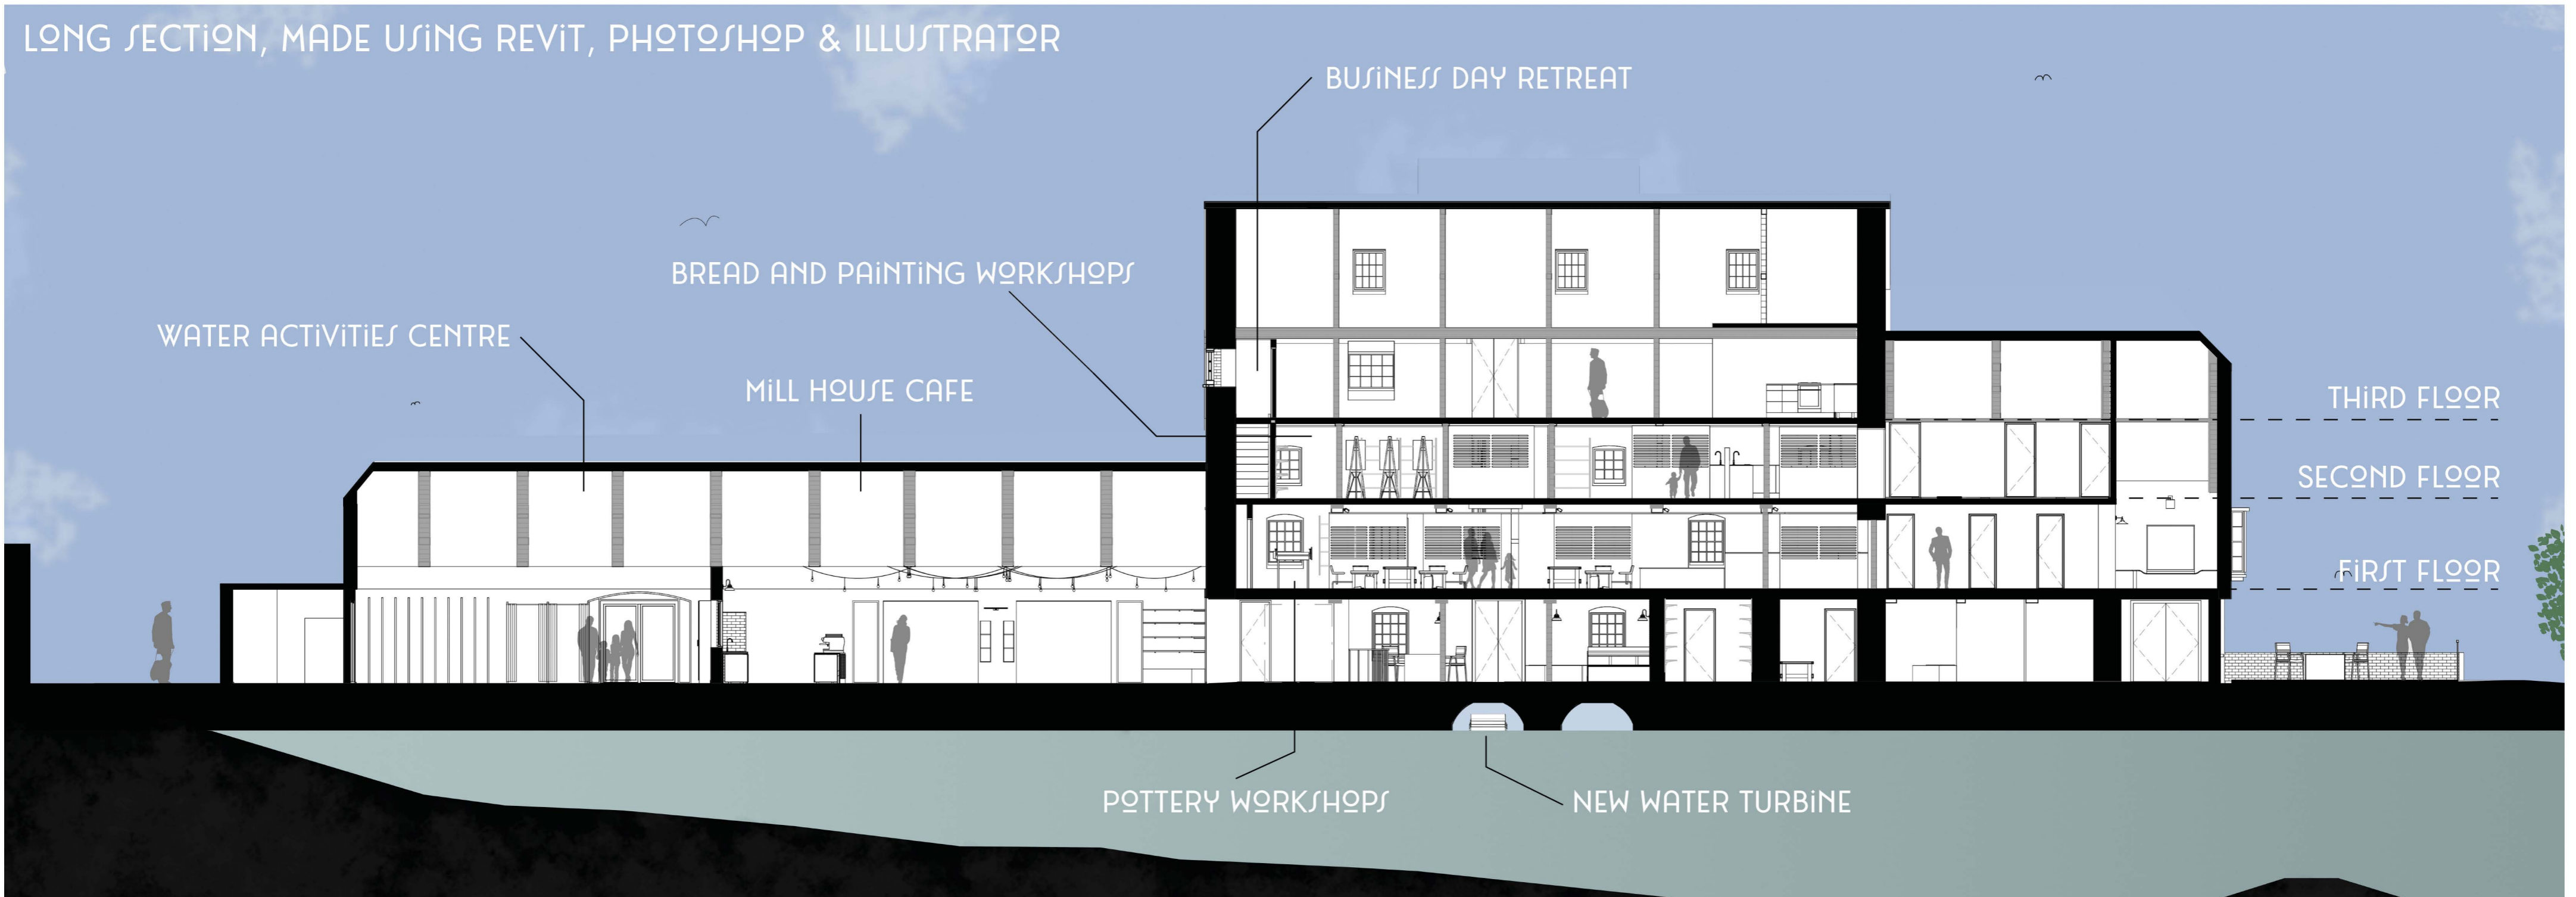 LONG SECTION, MADE USING REVIT, PHOTOSHOP & ILLUSTRATOR
BUSINESS DAY RETREAT
BREAD AND PAINTING WORKSHOPS
WATER ACTIVITIES CENTRE
MILL HOUSE CAFE
THIRD FLOOR
SECOND FLOOR
FIRST FLOOR
POTTERY WORKSHOPS
NEW WATER TURBINE